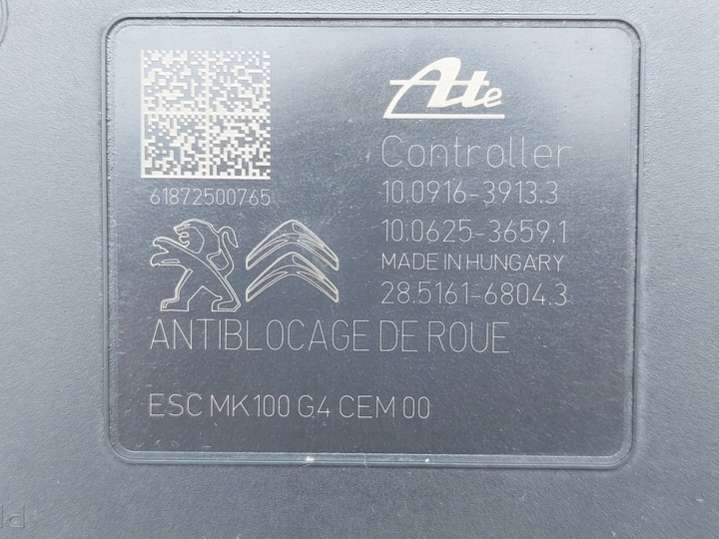 Ate
Controller
61872500765
10.0916-3913.3
10.0625-3659.1
MADE IN HUNGARY
28.5161-6804.3
ANTIBLOCAGE DE ROUE
ESC MK100 G4 CEM 00